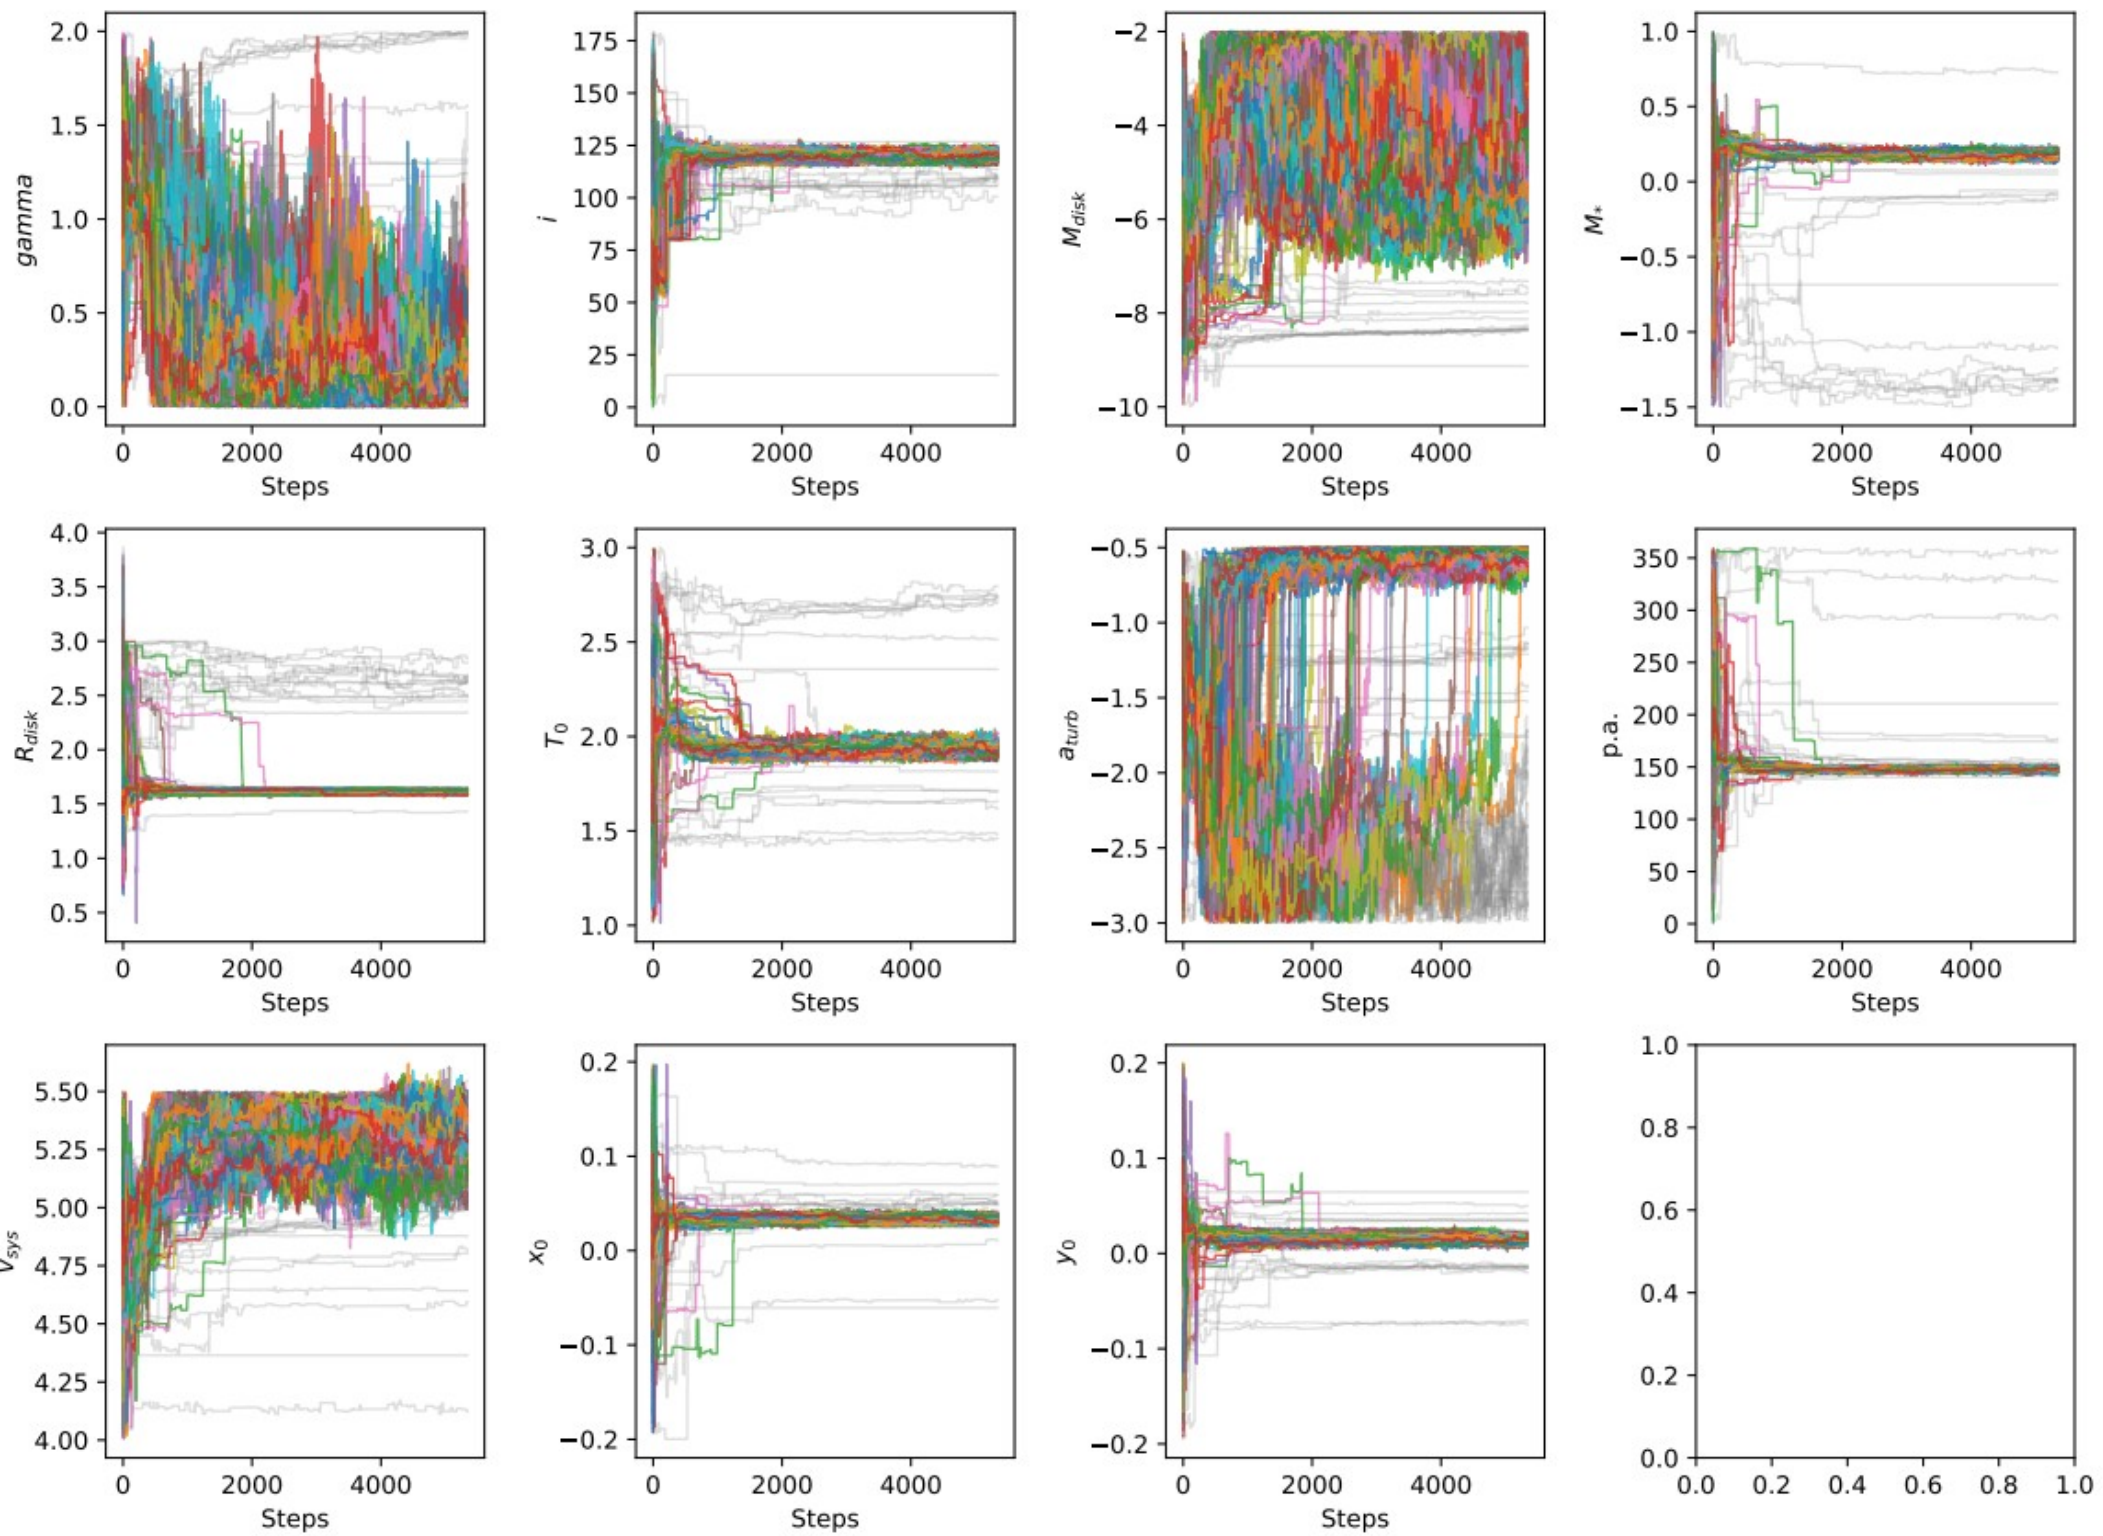 2.0
1.5
1.0
0.5
0.0
gamma
0 2000 4000
Steps
175
150
125
100
75
50
25
0
i
0 2000 4000
Steps
−2
−4
−6
−8
−10
M_disk
0 2000 4000
Steps
1.0
0.5
0.0
−0.5
−1.0
−1.5
M_*
0 2000 4000
Steps
4.0
3.5
3.0
2.5
2.0
1.5
1.0
0.5
R_disk
0 2000 4000
Steps
3.0
2.5
2.0
1.5
1.0
T_0
0 2000 4000
Steps
−0.5
−1.0
−1.5
−2.0
−2.5
−3.0
a_turb
0 2000 4000
Steps
350
300
250
200
150
100
50
0
p.a.
0 2000 4000
Steps
5.50
5.25
5.00
4.75
4.50
4.25
4.00
v_sys
0 2000 4000
Steps
0.2
0.1
0.0
−0.1
−0.2
x_0
0 2000 4000
Steps
0.2
0.1
0.0
−0.1
−0.2
y_0
0 2000 4000
Steps
1.0
0.8
0.6
0.4
0.2
0.0
0.0 0.2 0.4 0.6 0.8 1.0